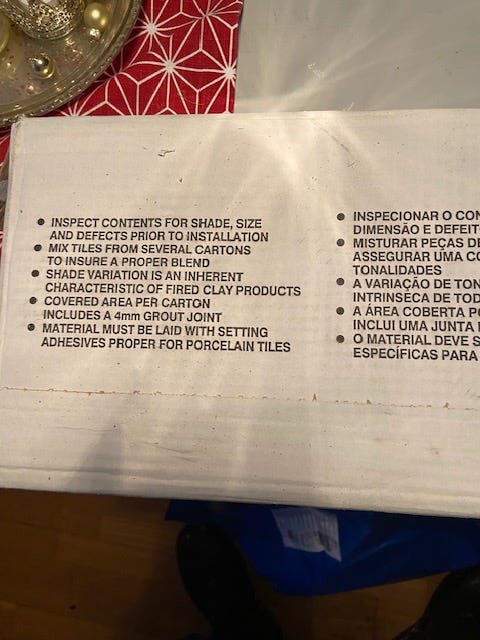 ● INSPECT CONTENTS FOR SHADE, SIZE
AND DEFECTS PRIOR TO INSTALLATION
● MIX TILES FROM SEVERAL CARTONS
TO INSURE A PROPER BLEND
● SHADE VARIATION IS AN INHERENT
CHARACTERISTIC OF FIRED CLAY PRODUCTS
● COVERED AREA PER CARTON
INCLUDES A 4mm GROUT JOINT
● MATERIAL MUST BE LAID WITH SETTING
ADHESIVES PROPER FOR PORCELAIN TILES
● INSPECIONAR O
DIMENSÃO E
● MISTURAR PEÇAS
ASSEGURAR UMA
TONALIDADES
● A VARIAÇÃO DE
INTRINSECA DE
● A ÁREA COBERTA
INCLUI UMA JUNTA
● O MATERIAL DEVE
ESPECÍFICAS PARA